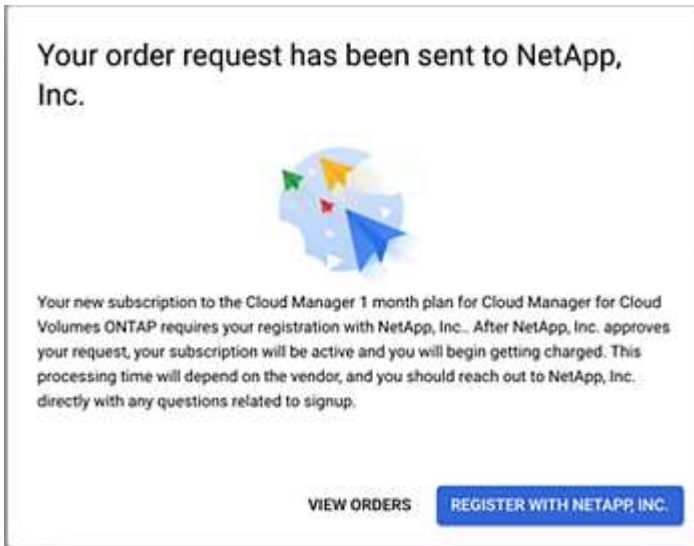 Your order request has been sent to NetApp,
Inc.
Your new subscription to the Cloud Manager 1 month plan for Cloud Manager for Cloud
Volumes ONTAP requires your registration with NetApp, Inc.. After NetApp, Inc. approves
your request, your subscription will be active and you will begin getting charged. This
processing time will depend on the vendor, and you should reach out to NetApp, Inc.
directly with any questions related to signup.
VIEW ORDERS REGISTER WITH NETAPP, INC.